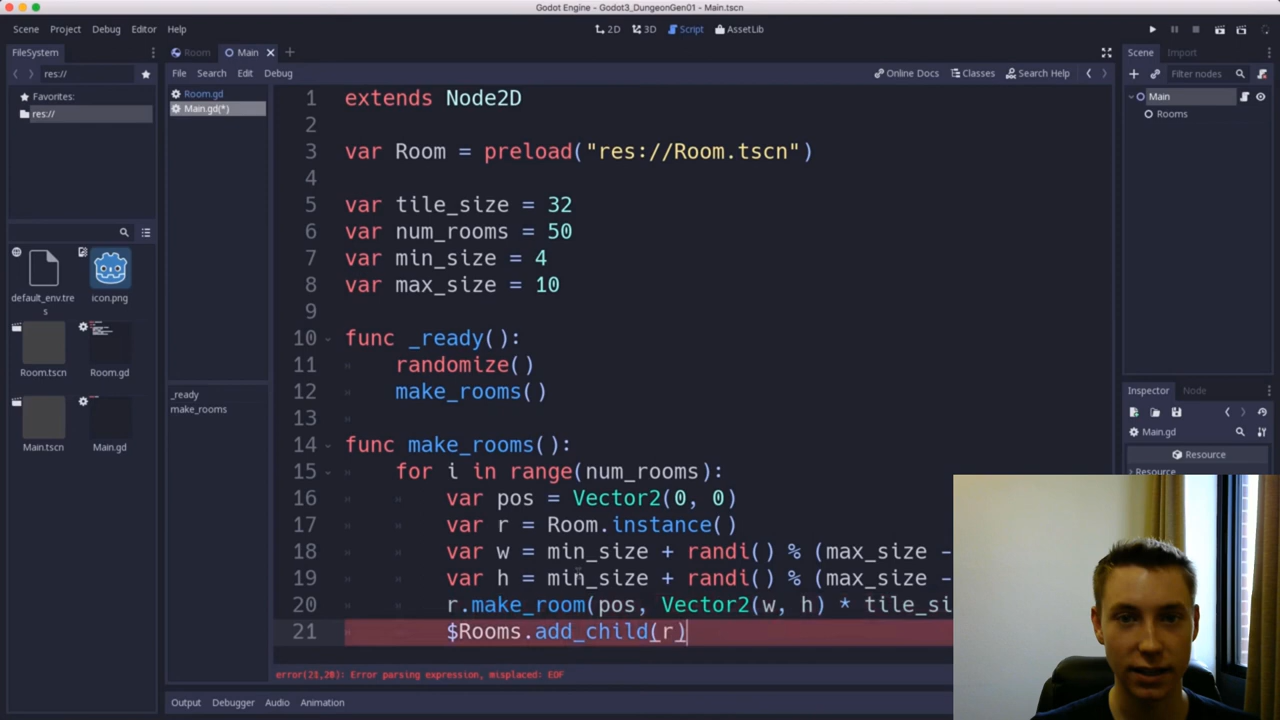 Godot Engine - Godot3_DungeonGen01 - Main.tscn
Scene Project Debug Editor Help
2D 3D Script AssetLib
FileSystem
Room Main
Scene Import
res://
File Search Edit Debug
Online Docs Classes Search Help
Filter nodes
Favorites:
res://
Room.gd
Main.gd(*)
Main
Rooms
1 extends Node2D
2
3 var Room = preload("res://Room.tscn")
4
5 var tile_size = 32
6 var num_rooms = 50
7 var min_size = 4
8 var max_size = 10
9
10 func _ready():
11 randomize()
12 make_rooms()
13
14 func make_rooms():
15 for i in range(num_rooms):
16 var pos = Vector2(0, 0)
17 var r = Room.instance()
18 var w = min_size + randi() % (max_size -
19 var h = min_size + randi() % (max_size -
20 r.make_room(pos, Vector2(w, h) * tile_si
21 $Rooms.add_child(r)
default_env.tre
s
icon.png
Room.tscn
Room.gd
Main.tscn
Main.gd
_ready
make_rooms
Inspector Node
Main.gd
Resource
Resource
error(21,28): Error parsing expression, misplaced: EOF
Output Debugger Audio Animation